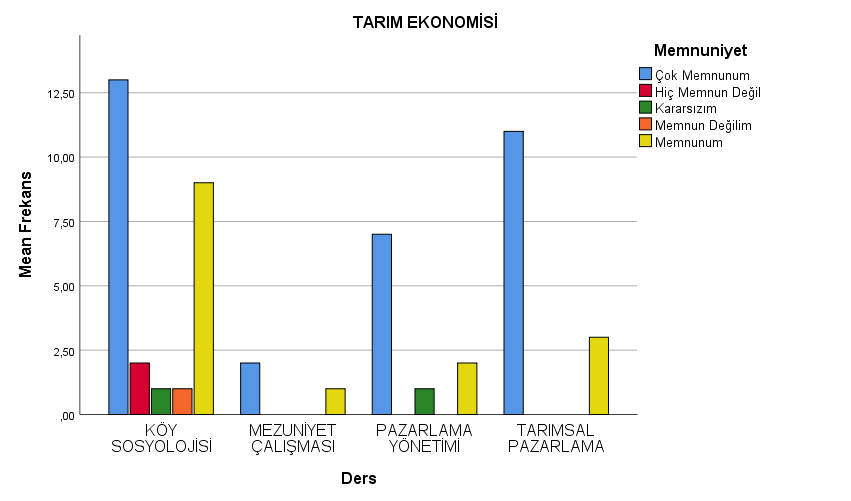 TARIM EKONOMİSİ
Memnuniyet
Çok Memnunum
Hiç Memnun Değil
Kararsızım
Memnun Değilim
Memnunum
Mean Frekans
12,50
10,00
7,50
5,00
2,50
,00
KÖY
SOSYOLOJİSİ
MEZUNİYET
ÇALIŞMASI
PAZARLAMA
YÖNETİMİ
TARIMSAL
PAZARLAMA
Ders